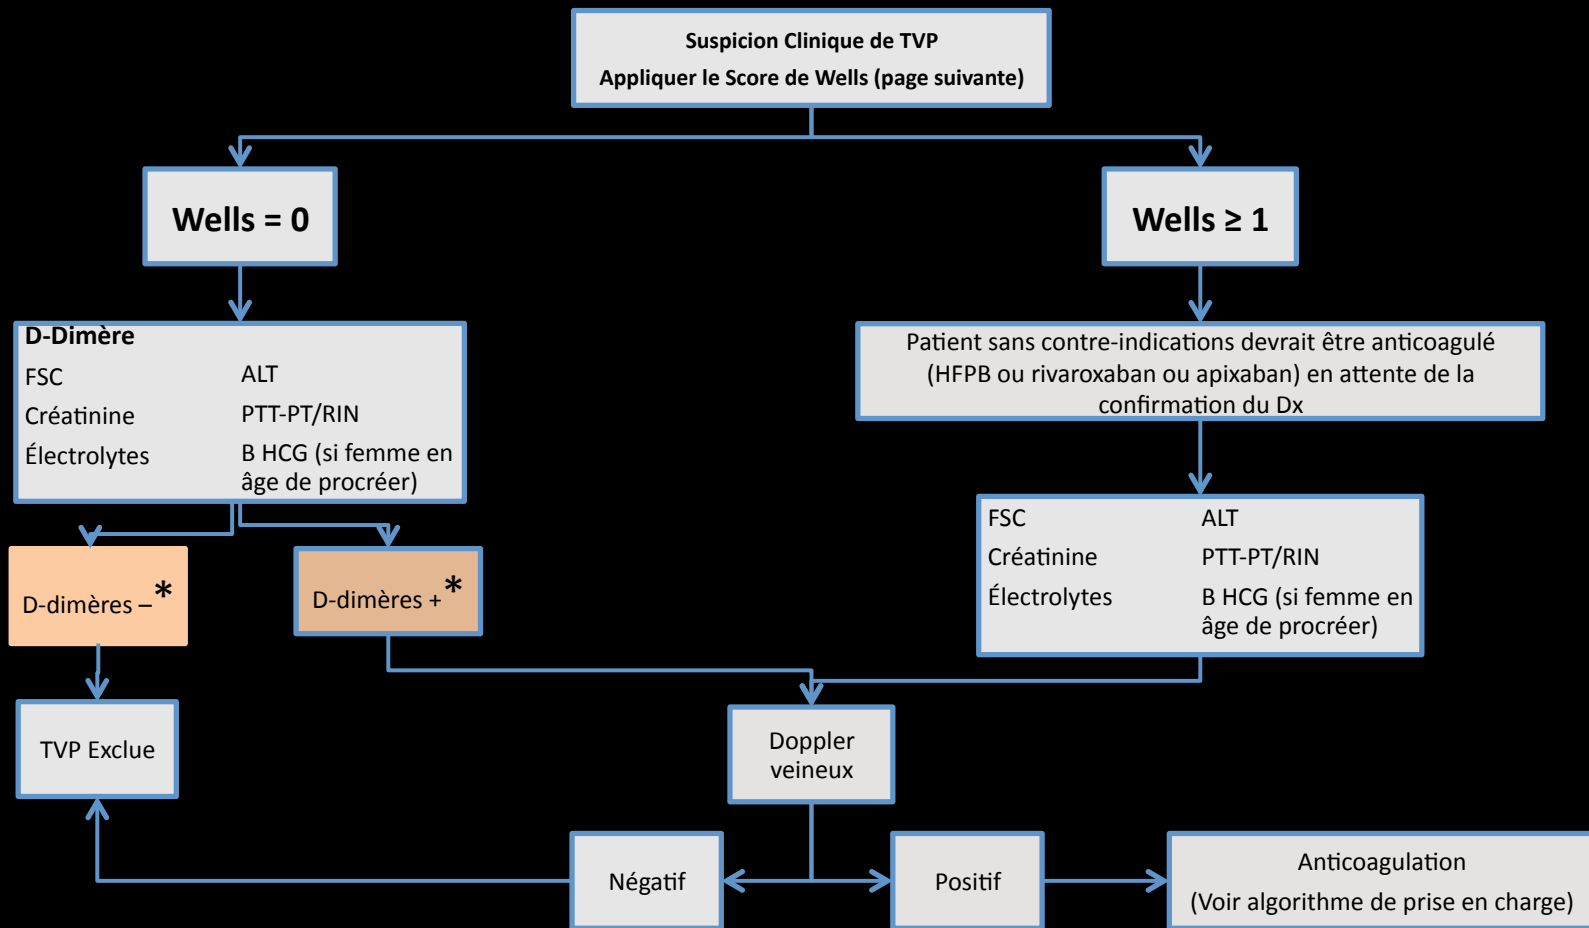 Suspicion Clinique de TVP
Appliquer le Score de Wells (page suivante)
Wells = 0
Wells ≥ 1
D-Dimère
FSC
ALT
Créatinine
PTT-PT/RIN
Électrolytes
B HCG (si femme en
âge de procréer)
Patient sans contre-indications devrait être anticoagulé
(HFPB ou rivaroxaban ou apixaban) en attente de la
confirmation du Dx
FSC
ALT
Créatinine
PTT-PT/RIN
Électrolytes
B HCG (si femme en
âge de procréer)
D-dimères –*
D-dimères +*
TVP Exclue
Doppler
veineux
Négatif
Positif
Anticoagulation
(Voir algorithme de prise en charge)